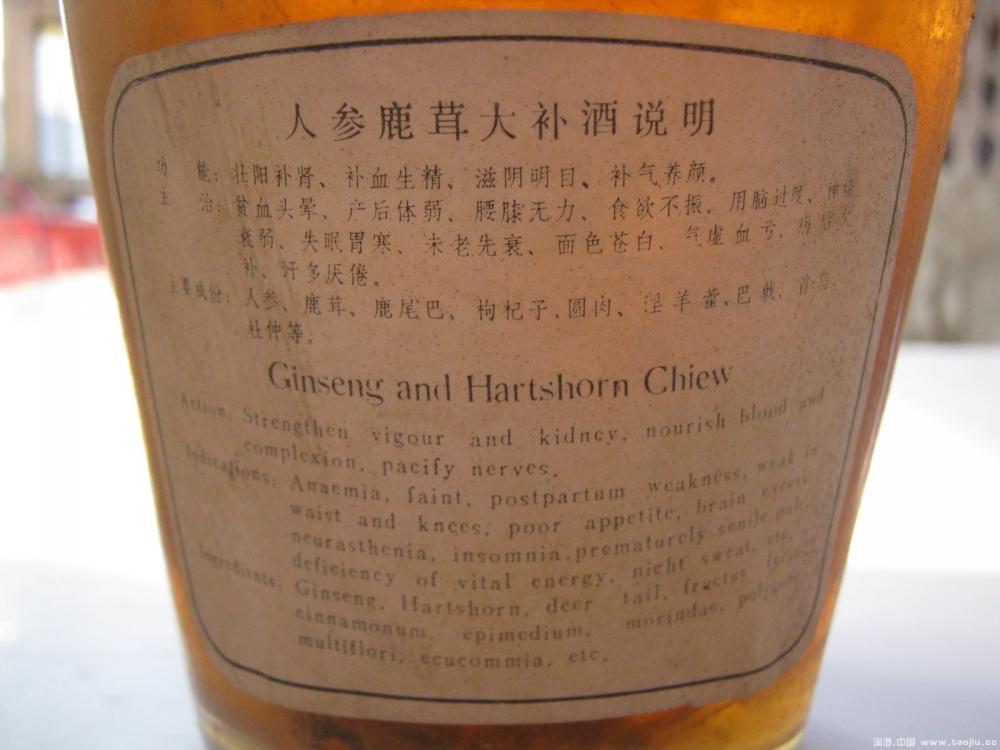 人参鹿茸大补酒说明
功能：壮阳补肾、补血生精、滋阴明目、补气养颜。
主治：贫血头晕、产后体弱、腰膝无力、食欲不振、用脑过度、神经
衰弱、失眠胃寒、未老先衰、面色苍白、气虚血亏、病后欠
补、汗多厌倦。
主要成份：人参、鹿茸、鹿尾巴、枸杞子、圆肉、淫羊藿、巴戟、首乌、
杜仲等。
Ginseng and Hartshorn Chiew
Action: Strengthen vigour and kidney, nourish blood and
complexion, pacify nerves.
Indications: Anaemia, faint, postpartum weakness, weak in
waist and knees, poor appetite, brain excess,
neurasthenia, insomnia, prematurely senile,
deficiency of vital energy, night sweat, etc.
Ingredients: Ginseng, Hartshorn, deer tail, fructus
cinnamonum, epimedium, morindae,
multiflori, ecucommia, etc.
www.taojiu.cc